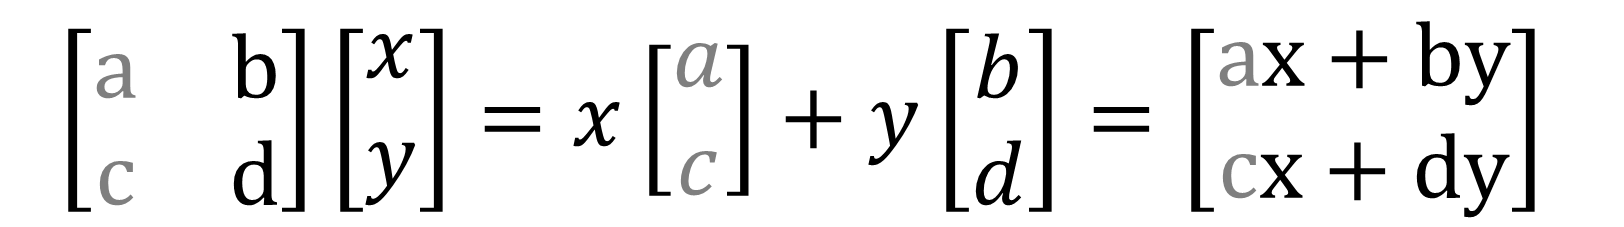 [a b; c d] [x; y] = x [a; c] + y [b; d] = [ax + by; cx + dy]